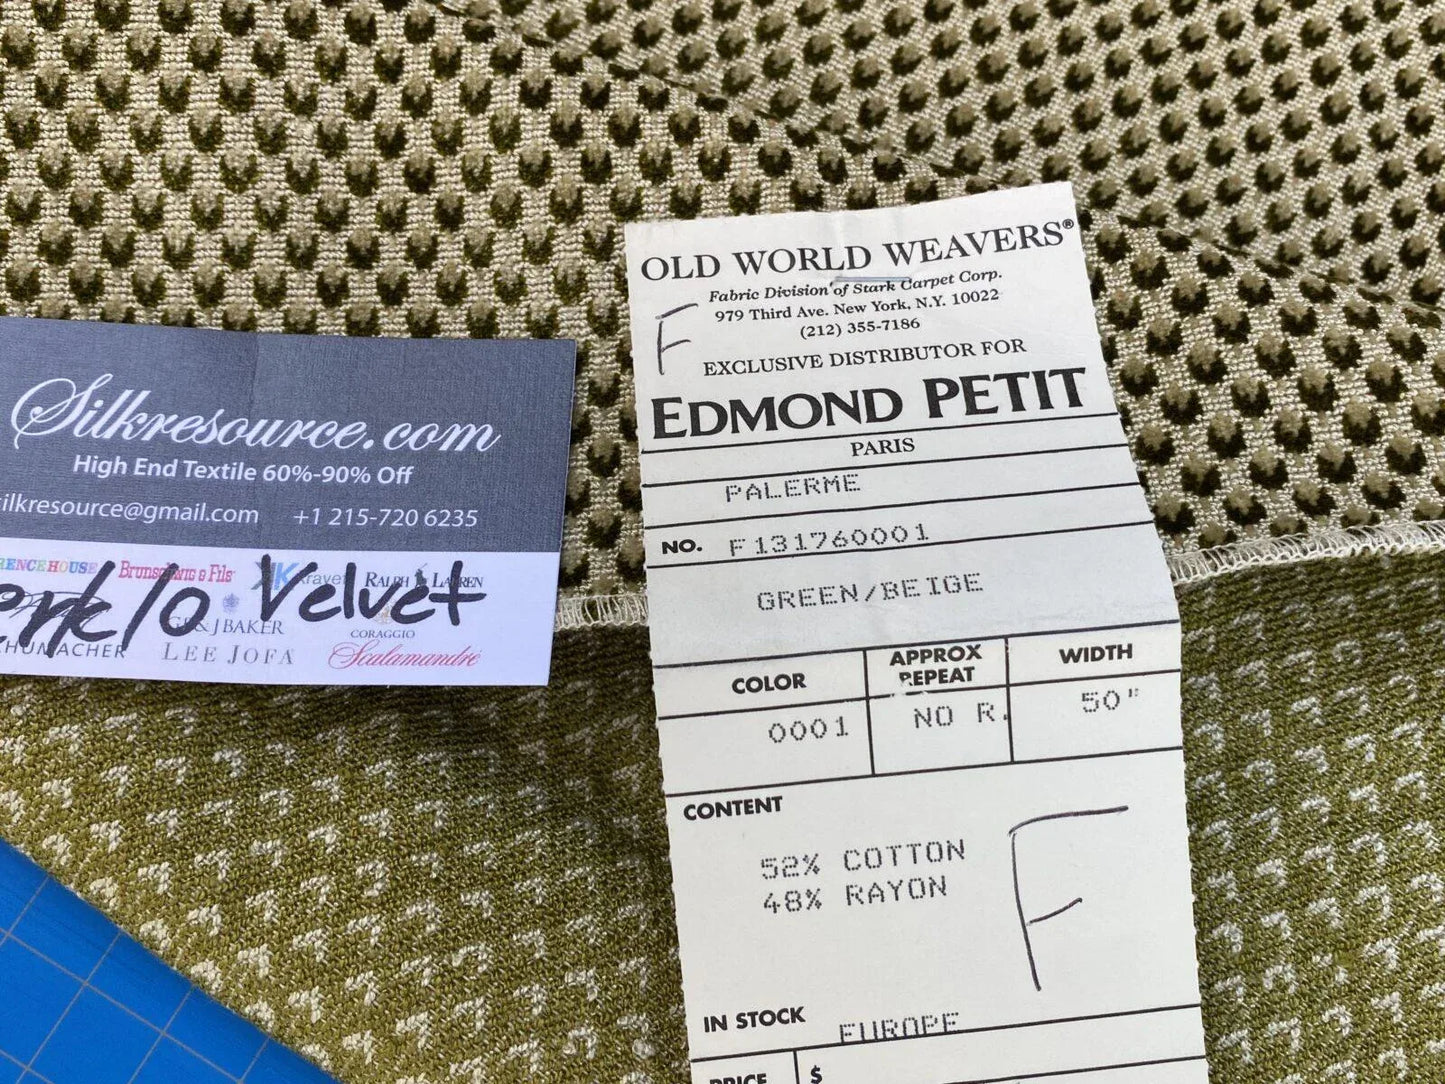 Silkresource.com
High End Textile 60%-90% Off
ilkresource@gmail.com +1 215-720 6235
RENCEHOUSE Brunschwig & Fils Kravet RALPH LAUREN
Velvet
G P & J BAKER
CORAGGIO
HUMACHER LEE JOFA Scalamandré
OLD WORLD WEAVERS®
Fabric Division of Stark Carpet Corp.
979 Third Ave. New York, N.Y. 10022
(212) 355-7186
F
EXCLUSIVE DISTRIBUTOR FOR
EDMOND PETIT
PARIS
PALERME
NO. F131760001
GREEN/BEIGE
COLOR APPROX REPEAT WIDTH
0001 NO R. 50"
CONTENT
52% COTTON
48% RAYON
F
IN STOCK EUROPE
PRICE $